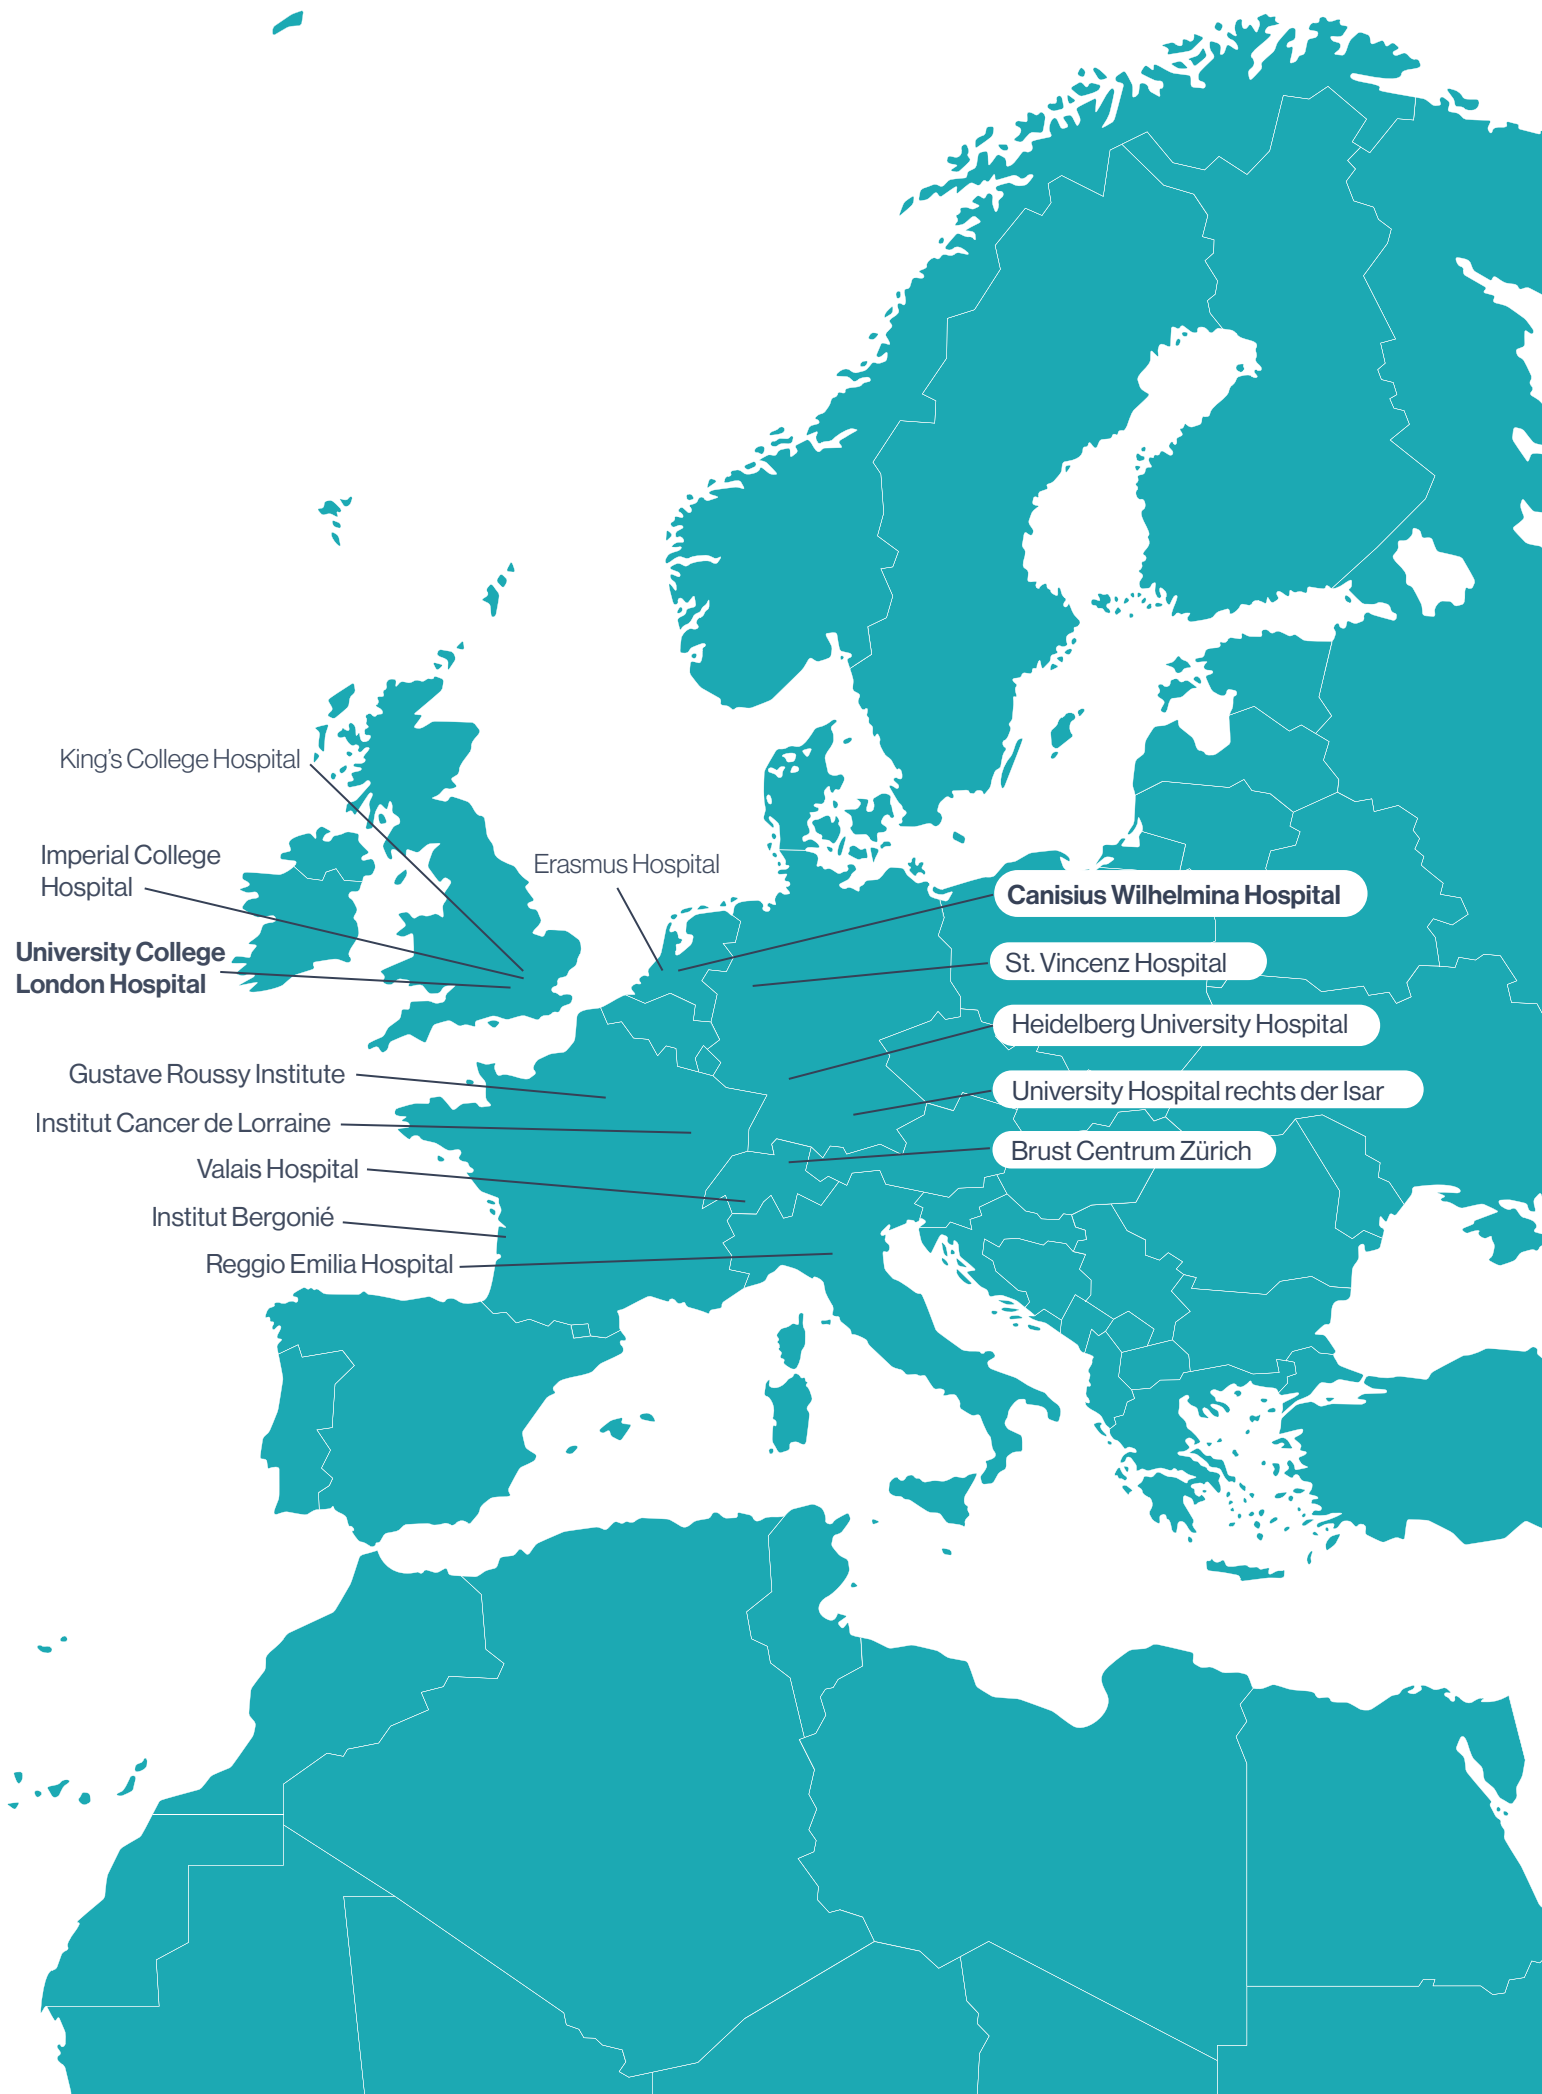 King's College Hospital
Imperial College
Hospital
Erasmus Hospital
Canisius Wilhelmina Hospital
University College
London Hospital
St. Vincenz Hospital
Heidelberg University Hospital
Gustave Roussy Institute
University Hospital rechts der Isar
Institut Cancer de Lorraine
Brust Centrum Zürich
Valais Hospital
Institut Bergonié
Reggio Emilia Hospital